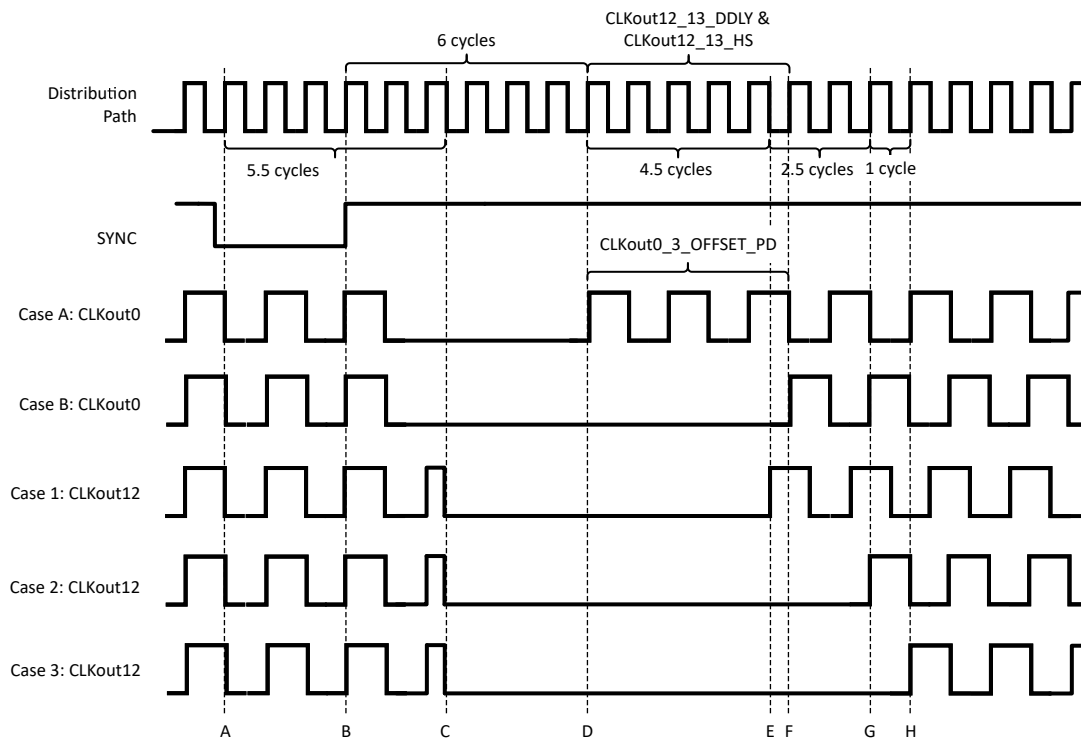 CLKout12_13_DDLY &
CLKout12_13_HS
6 cycles
Distribution
Path
5.5 cycles
4.5 cycles
2.5 cycles
1 cycle
SYNC
CLKout0_3_OFFSET_PD
Case A: CLKout0
Case B: CLKout0
Case 1: CLKout12
Case 2: CLKout12
Case 3: CLKout12
A B C D E F G H